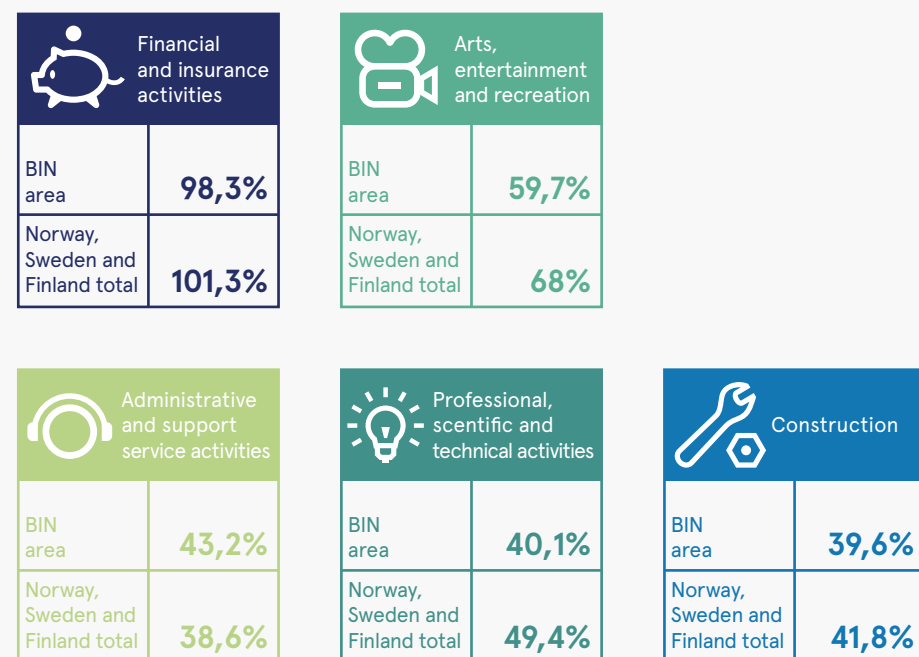 Financial
and insurance
activities
BIN
area
98,3%
Norway,
Sweden and
Finland total
101,3%
Arts,
entertainment
and recreation
BIN
area
59,7%
Norway,
Sweden and
Finland total
68%
Administrative
and support
service activities
BIN
area
43,2%
Norway,
Sweden and
Finland total
38,6%
Professional,
scentific and
technical activities
BIN
area
40,1%
Norway,
Sweden and
Finland total
49,4%
Construction
BIN
area
39,6%
Norway,
Sweden and
Finland total
41,8%